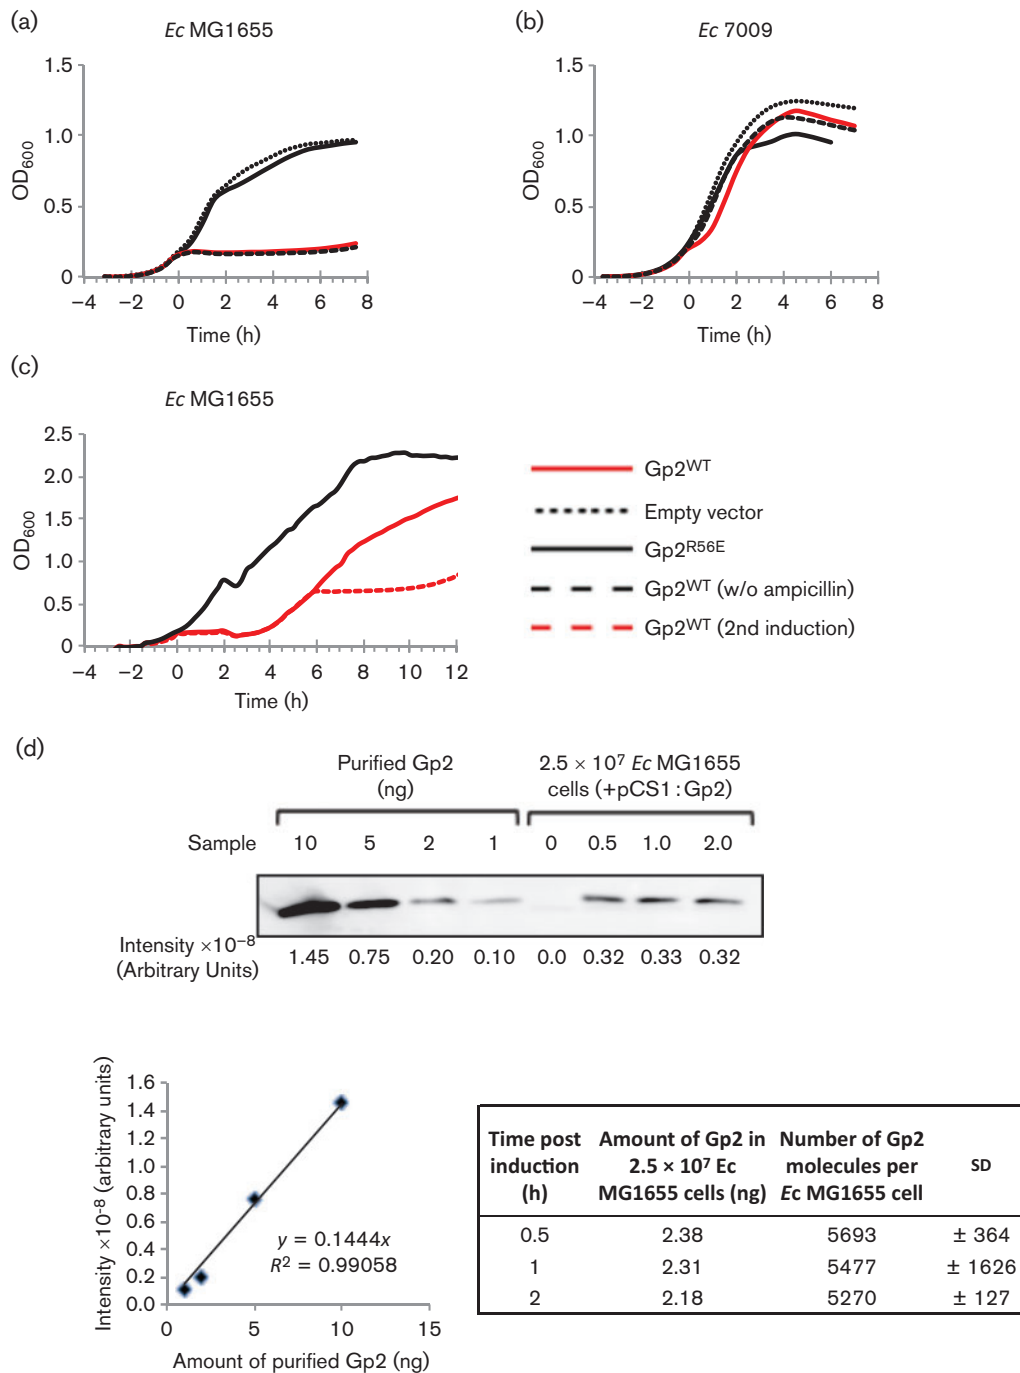 (a)
Ec MG1655
1.5
1.0
0.5
0
OD600
−4 −2 0 2 4 6 8
Time (h)
(b)
Ec 7009
1.5
1.0
0.5
0
OD600
−4 −2 0 2 4 6 8
Time (h)
(c)
Ec MG1655
2.5
2.0
1.5
1.0
0.5
0
OD600
−4 −2 0 2 4 6 8 10 12
Time (h)
Gp2WT
Empty vector
Gp2R56E
Gp2WT (w/o ampicillin)
Gp2WT (2nd induction)
(d)
Purified Gp2
(ng)
2.5 × 10⁷ Ec MG1655
cells (+pCS1 : Gp2)
Sample 10 5 2 1 0 0.5 1.0 2.0
Intensity ×10⁻⁸
(Arbitrary Units)
1.45 0.75 0.20 0.10 0.0 0.32 0.33 0.32
Intensity ×10⁻⁸ (arbitrary units)
1.6
1.4
1.2
1.0
0.8
0.6
0.4
0.2
0.0
y = 0.1444x
R² = 0.99058
0 5 10 15
Amount of purified Gp2 (ng)
Time post induction (h)
Amount of Gp2 in 2.5 × 10⁷ Ec MG1655 cells (ng)
Number of Gp2 molecules per Ec MG1655 cell
SD
0.5 2.38 5693 ± 364
1 2.31 5477 ± 1626
2 2.18 5270 ± 127